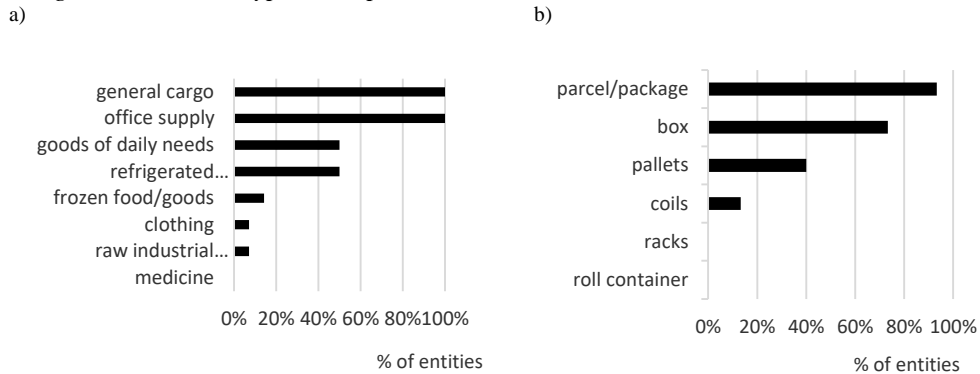 a)
b)
general cargo
office supply
goods of daily needs
refrigerated...
frozen food/goods
clothing
raw industrial...
medicine
0% 20% 40% 60% 80%100%
% of entities
parcel/package
box
pallets
coils
racks
roll container
0% 20% 40% 60% 80% 100%
% of entities